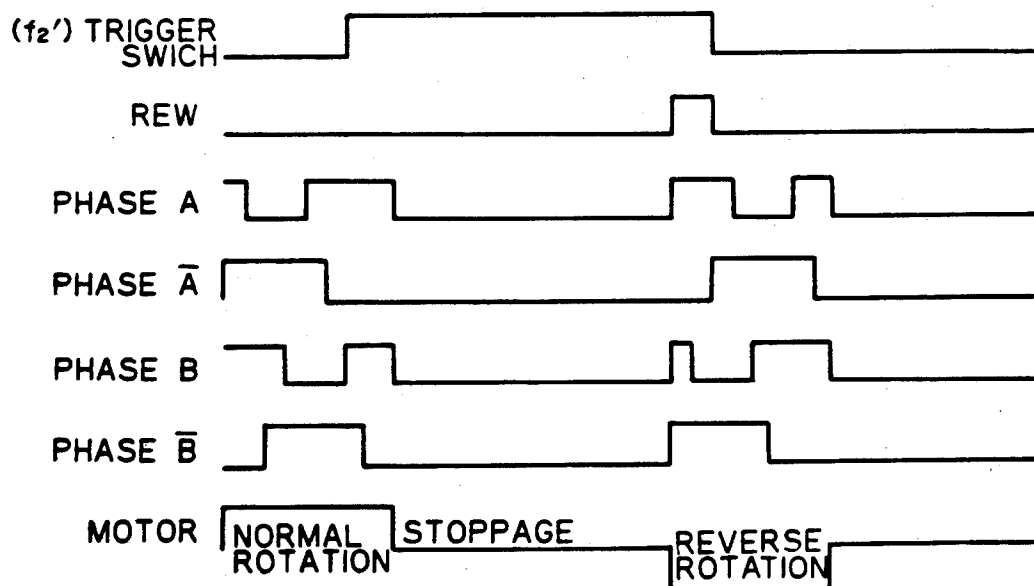 (f₂') TRIGGER
SWICH
REW
PHASE A
PHASE A̅
PHASE B
PHASE B̅
MOTOR
NORMAL
ROTATION
STOPPAGE
REVERSE
ROTATION